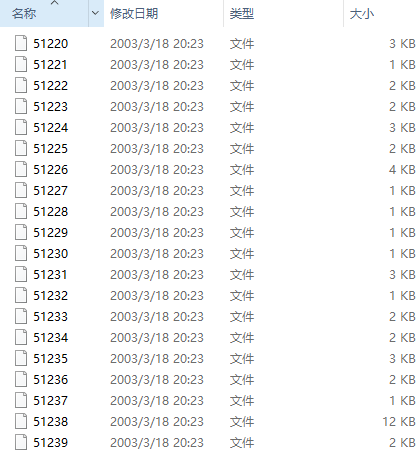 名称 修改日期 类型 大小
51220 2003/3/18 20:23 文件 3 KB
51221 2003/3/18 20:23 文件 1 KB
51222 2003/3/18 20:23 文件 2 KB
51223 2003/3/18 20:23 文件 2 KB
51224 2003/3/18 20:23 文件 3 KB
51225 2003/3/18 20:23 文件 2 KB
51226 2003/3/18 20:23 文件 4 KB
51227 2003/3/18 20:23 文件 1 KB
51228 2003/3/18 20:23 文件 1 KB
51229 2003/3/18 20:23 文件 1 KB
51230 2003/3/18 20:23 文件 1 KB
51231 2003/3/18 20:23 文件 3 KB
51232 2003/3/18 20:23 文件 1 KB
51233 2003/3/18 20:23 文件 2 KB
51234 2003/3/18 20:23 文件 2 KB
51235 2003/3/18 20:23 文件 3 KB
51236 2003/3/18 20:23 文件 2 KB
51237 2003/3/18 20:23 文件 1 KB
51238 2003/3/18 20:23 文件 12 KB
51239 2003/3/18 20:23 文件 2 KB